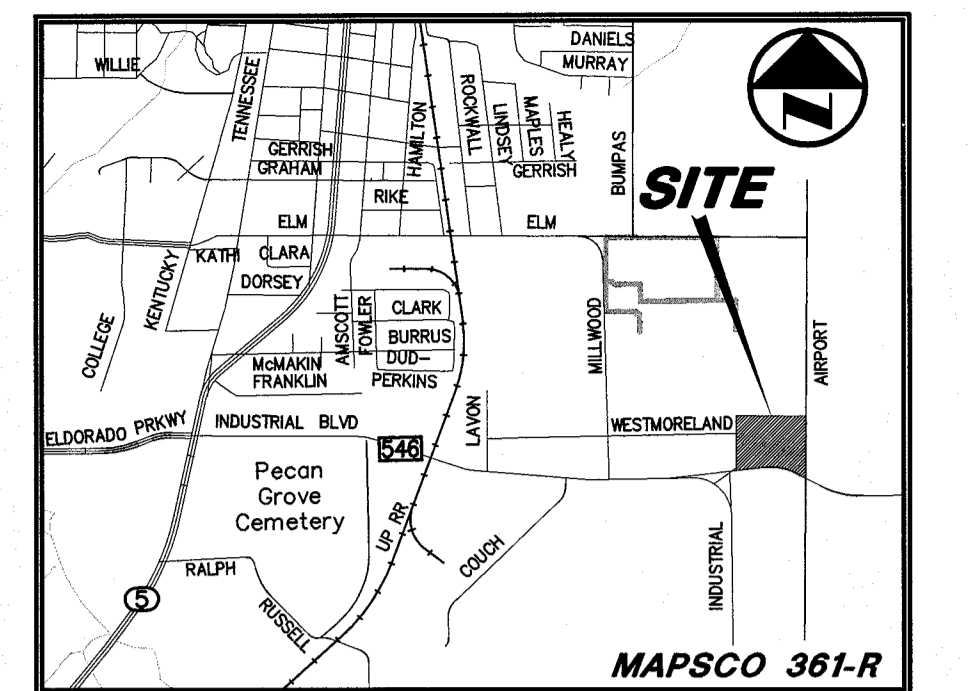 DANIELS
MURRAY
WILLIE
TENNESSEE
HAMILTON
ROCKWALL
LINDSEY
MAPLES
HEALY
BUMPAS
N
GERRISH
GRAHAM
GERRISH
RIKE
SITE
ELM
ELM
KATHI
CLARA
DORSEY
KENTUCKY
COLLEGE
AMSCOTT
FOWLER
CLARK
BURRUS
DUD-
PERKINS
McMAKIN
FRANKLIN
MILLWOOD
AIRPORT
ELDORADO PRKWY
INDUSTRIAL BLVD
546
LAVON
WESTMORELAND
Pecan
Grove
Cemetery
UP RR
COUCH
INDUSTRIAL
RALPH
RUSSELL
5
MAPSCO 361-R